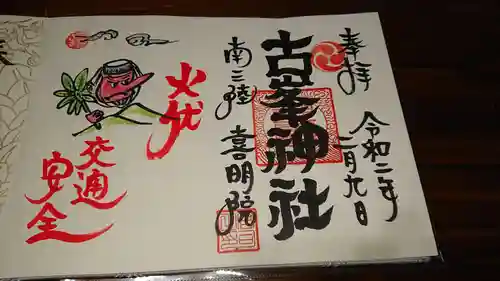 奉拝
令和二年
二月九日
古峯神社
南三陸
喜明院
火伏
交通
安全